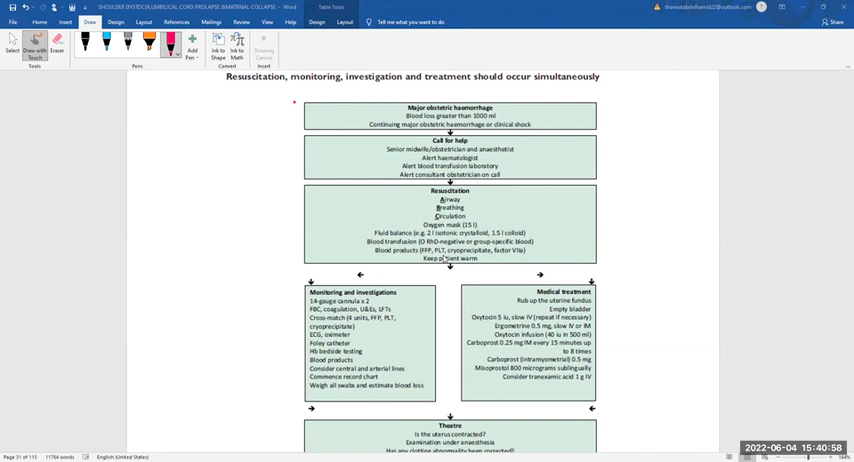 SHOULDER DYSTOCIA,UMBILICAL CORD PROLAPSE &MATRNAL COLLAPSE - Word
Table Tools
tharwatabdelhamid22@outlook.com
File
Home
Insert
Draw
Design
Layout
References
Mailings
Review
View
Help
Design
Layout
Tell me what you want to do
Share
Select
Draw with Touch
Eraser
Add Pen
Ink to Shape
Ink to Math
Drawing Canvas
Tools
Pens
Convert
Insert
Resuscitation, monitoring, investigation and treatment should occur simultaneously
Major obstetric haemorrhage
Blood loss greater than 1000 ml
Continuing major obstetric haemorrhage or clinical shock
Call for help
Senior midwife/obstetrician and anaesthetist
Alert haematologist
Alert blood transfusion laboratory
Alert consultant obstetrician on call
Resuscitation
Airway
Breathing
Circulation
Oxygen mask (15 l)
Fluid balance (e.g. 2 l isotonic crystalloid, 1.5 l colloid)
Blood transfusion (O RhD-negative or group-specific blood)
Blood products (FFP, PLT, cryoprecipitate, factor VIIa)
Keep patient warm
Monitoring and investigations
14-gauge cannula x 2
FBC, coagulation, U&Es, LFTs
Cross-match (4 units, FFP, PLT,
cryoprecipitate)
ECG, oximeter
Foley catheter
Hb bedside testing
Blood products
Consider central and arterial lines
Commence record chart
Weigh all swabs and estimate blood loss
Medical treatment
Rub up the uterine fundus
Empty bladder
Oxytocin 5 iu, slow IV (repeat if necessary)
Ergometrine 0.5 mg, slow IV or IM
Oxytocin infusion (40 iu in 500 ml)
Carboprost 0.25 mg IM every 15 minutes up
to 8 times
Carboprost (intramyometrial) 0.5 mg
Misoprostol 800 micrograms sublingually
Consider tranexamic acid 1 g IV
Theatre
Is the uterus contracted?
Examination under anaesthesia
Has any clotting abnormality been corrected?
2022-06-04 15:40:58
Page 31 of 115
11764 words
English (United States)
164%